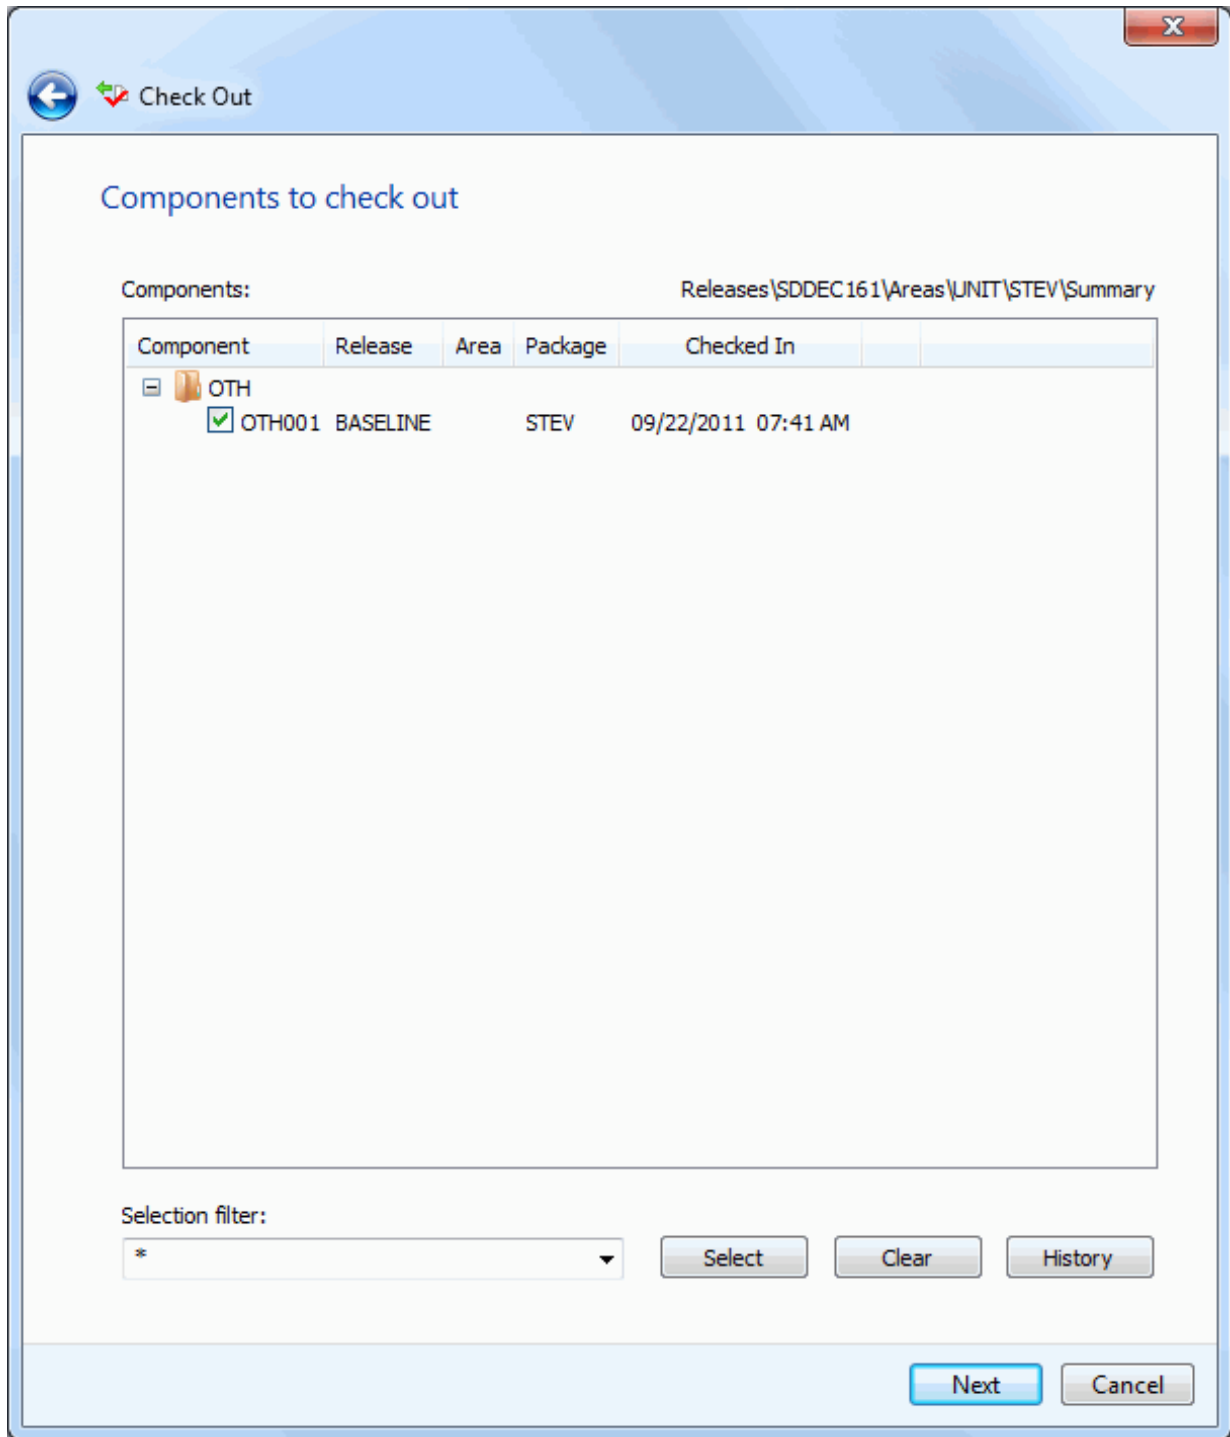 Check Out
Components to check out
Components: Releases\SDDEC161\Areas\UNIT\STEV\Summary
Component Release Area Package Checked In
OTH
OTH001 BASELINE STEV 09/22/2011 07:41 AM
Selection filter:
* Select Clear History
Next Cancel